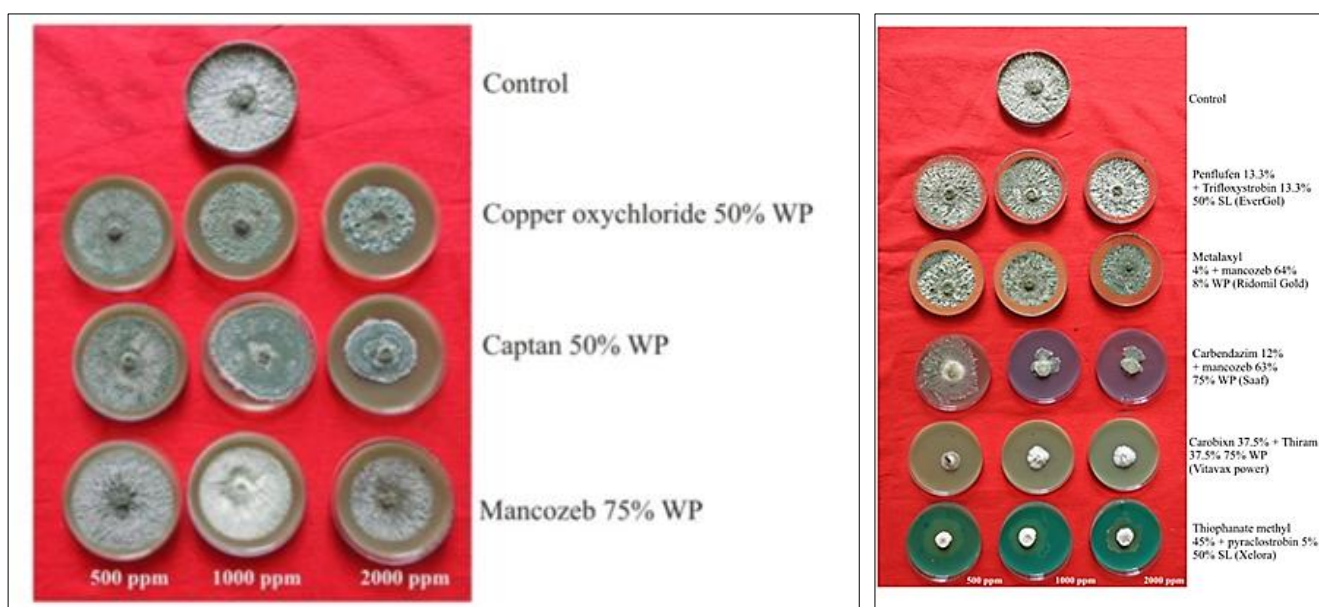 Control
Copper oxychloride 50% WP
Captan 50% WP
Mancozeb 75% WP
500 ppm 1000 ppm 2000 ppm
Control
Penflufen 13.3%
+ Trifloxystrobin 13.3%
50% SL (EverGol)
Metalaxyl
4% + mancozeb 64%
8% WP (Ridomil Gold)
Carbendazim 12%
+ mancozeb 63%
75% WP (Saaf)
Carobixn 37.5% + Thiram
37.5% 75% WP
(Vitavax power)
Thiophanate methyl
45% + pyraclostrobin 5%
50% SL (Xelora)
500 ppm 1000 ppm 2000 ppm